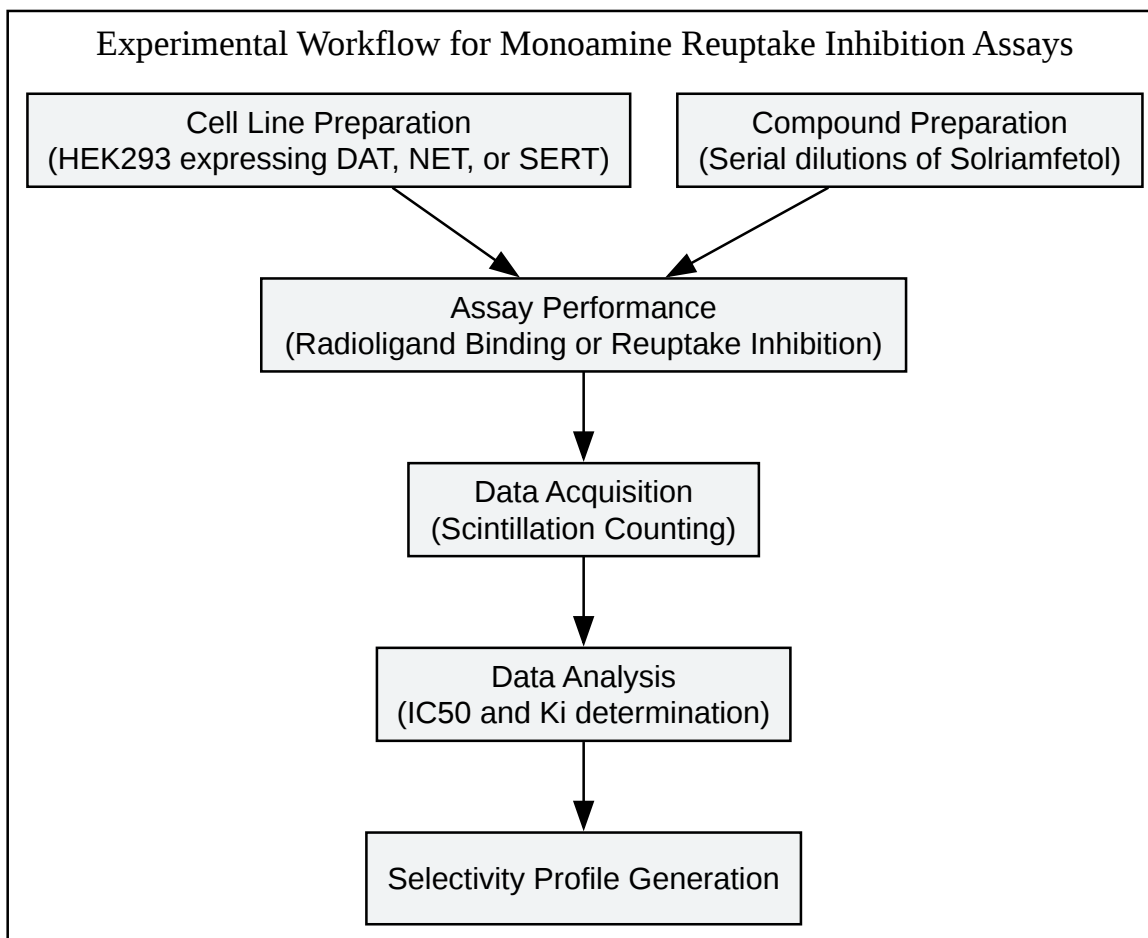 Experimental Workflow for Monoamine Reuptake Inhibition Assays
Cell Line Preparation
(HEK293 expressing DAT, NET, or SERT)
Compound Preparation
(Serial dilutions of Solriamfetol)
Assay Performance
(Radioligand Binding or Reuptake Inhibition)
Data Acquisition
(Scintillation Counting)
Data Analysis
(IC50 and Ki determination)
Selectivity Profile Generation